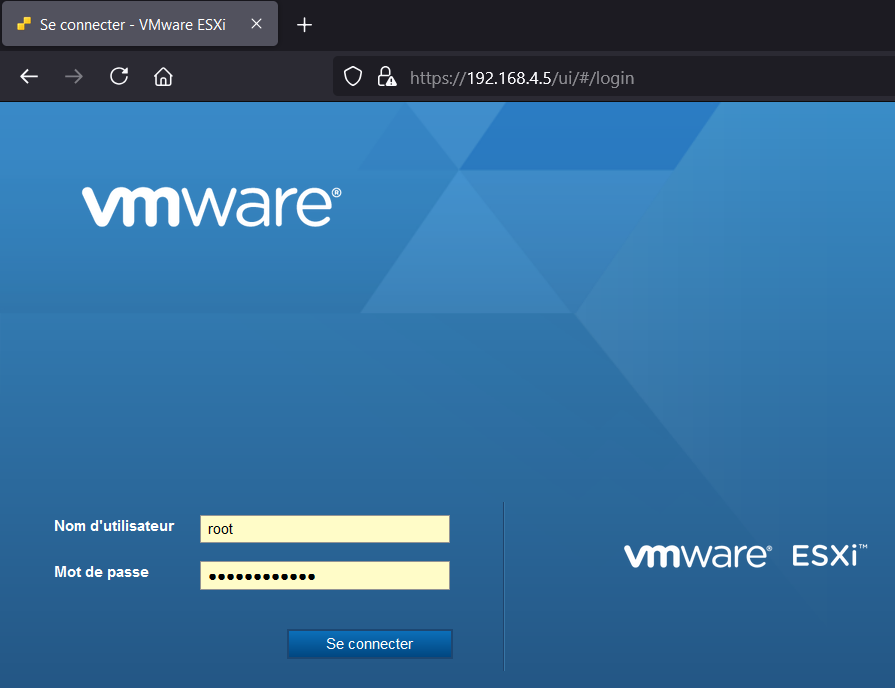 Se connecter - VMware ESXi
https://192.168.4.5/ui/#/login
vmware®
Nom d'utilisateur
root
Mot de passe
••••••••••••
Se connecter
vmware® ESXi™